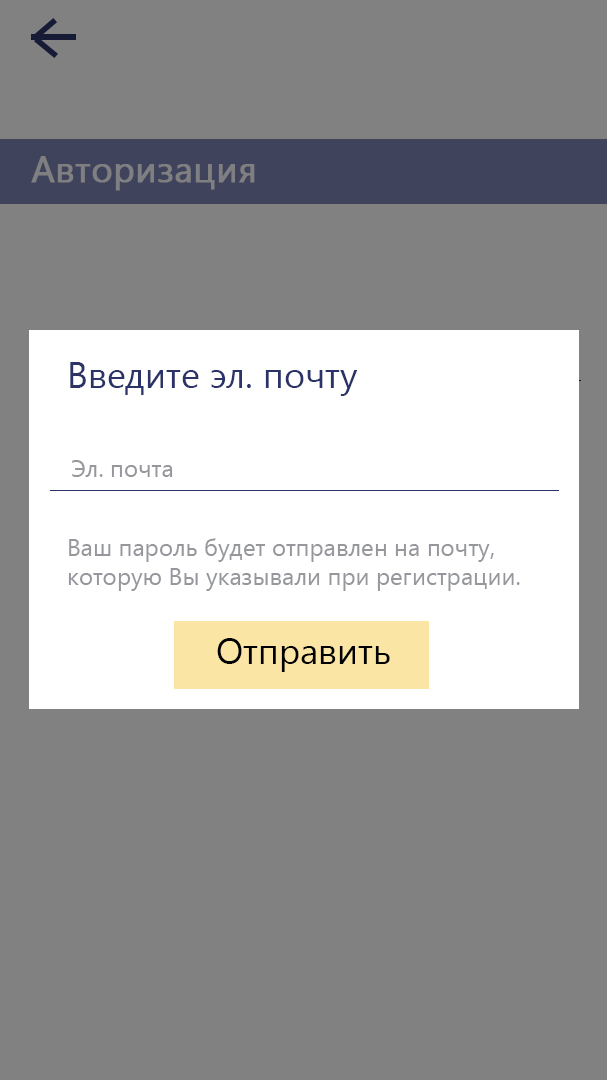 Авторизация
Введите эл. почту
Эл. почта
Ваш пароль будет отправлен на почту,
которую Вы указывали при регистрации.
Отправить